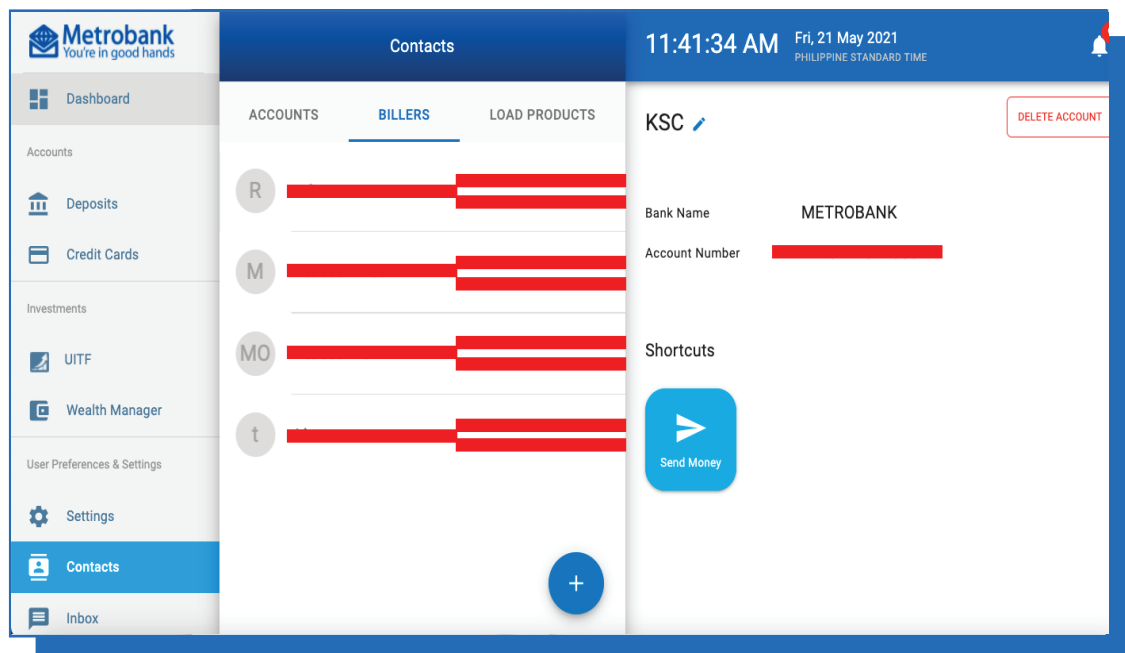 Metrobank
You're in good hands
Dashboard
Accounts
Deposits
Credit Cards
Investments
UITF
Wealth Manager
User Preferences & Settings
Settings
Contacts
Inbox
Contacts
ACCOUNTS BILLERS LOAD PRODUCTS
R
M
MO
t
+
11:41:34 AM Fri, 21 May 2021
PHILIPPINE STANDARD TIME
KSC
DELETE ACCOUNT
Bank Name METROBANK
Account Number
Shortcuts
Send Money